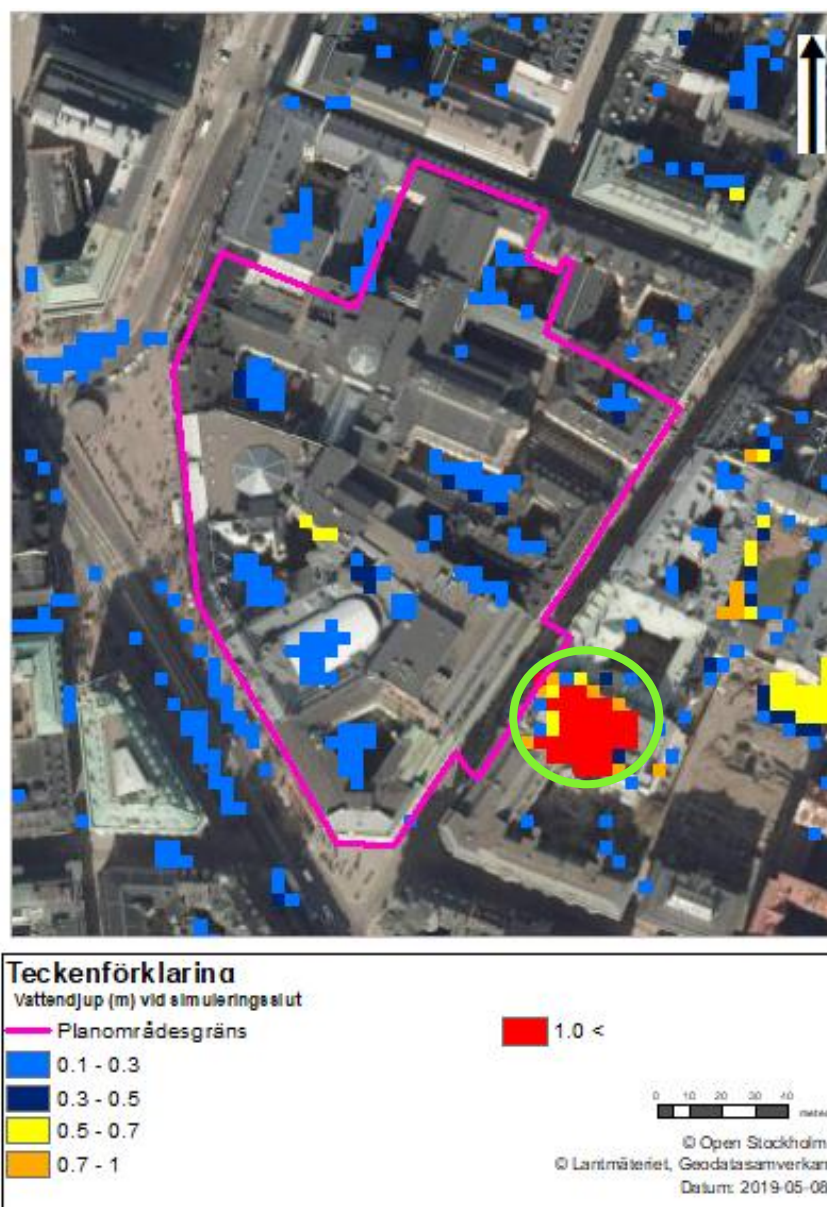 Teckenförklaring
Vattendjup (m) vid simuleringsslut
Planområdesgräns
0.1 - 0.3
0.3 - 0.5
0.5 - 0.7
0.7 - 1
1.0 <
0 10 20 30 40
meter
© Open Stockholm
© Lantmäteriet, Geodatasamverkan
Datum: 2019-05-08